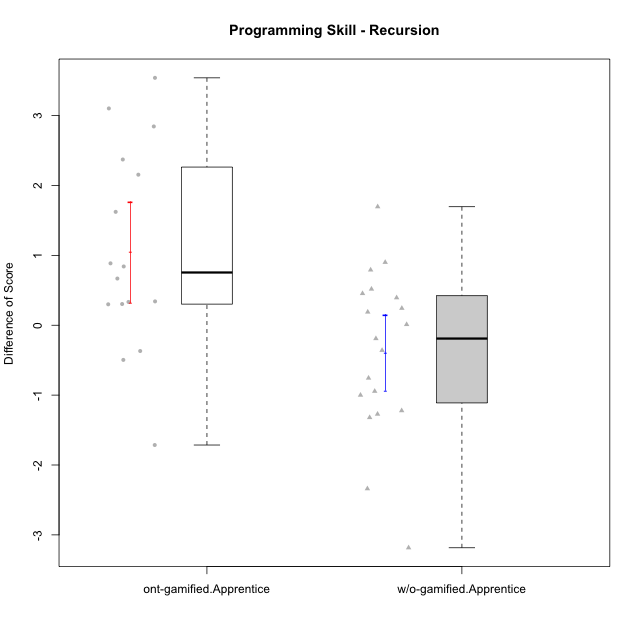 Programming Skill - Recursion
Difference of Score
3
2
1
0
-1
-2
-3
ont-gamified.Apprentice
w/o-gamified.Apprentice